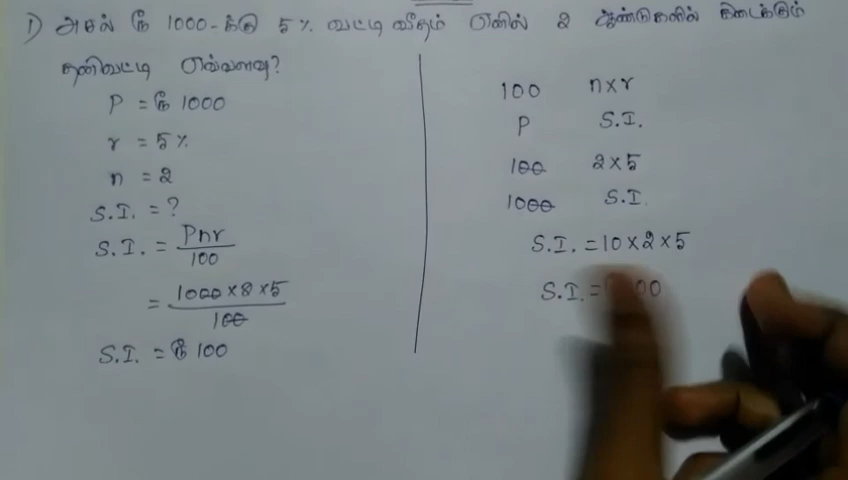 1) அசல் ரூ 1000-க்கு 5% வட்டி வீதம் எனில் 2 ஆண்டுகளில் கிடைக்கும்
தனிவட்டி எவ்வளவு?
P = ரூ 1000
r = 5%
n = 2
S.I. = ?
S.I. = Pnr
100
= 1000 × 2 × 5
100
S.I. = ரூ 100
100 n×r
P S.I.
100 2×5
1000 S.I.
S.I. = 10×2×5
S.I. =